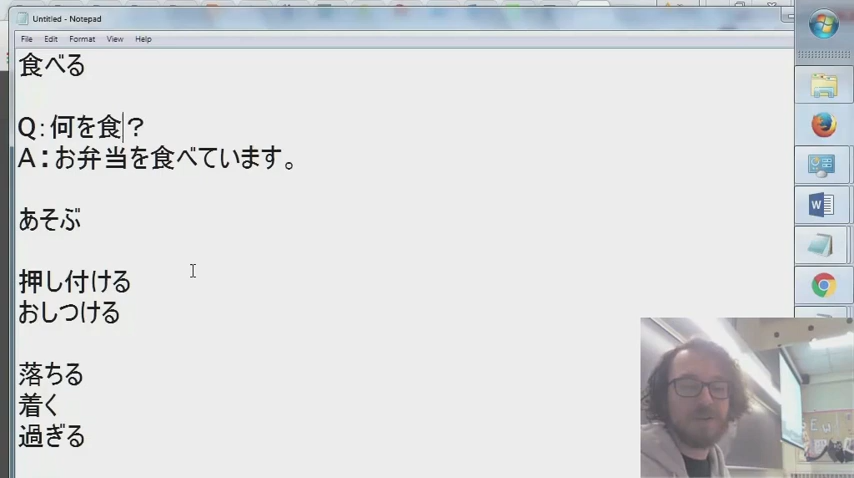 Untitled - Notepad
File Edit Format View Help
食べる
Q:何を食?
A:お弁当を食べています。
あそぶ
押し付ける
おしつける
落ちる
着く
過ぎる